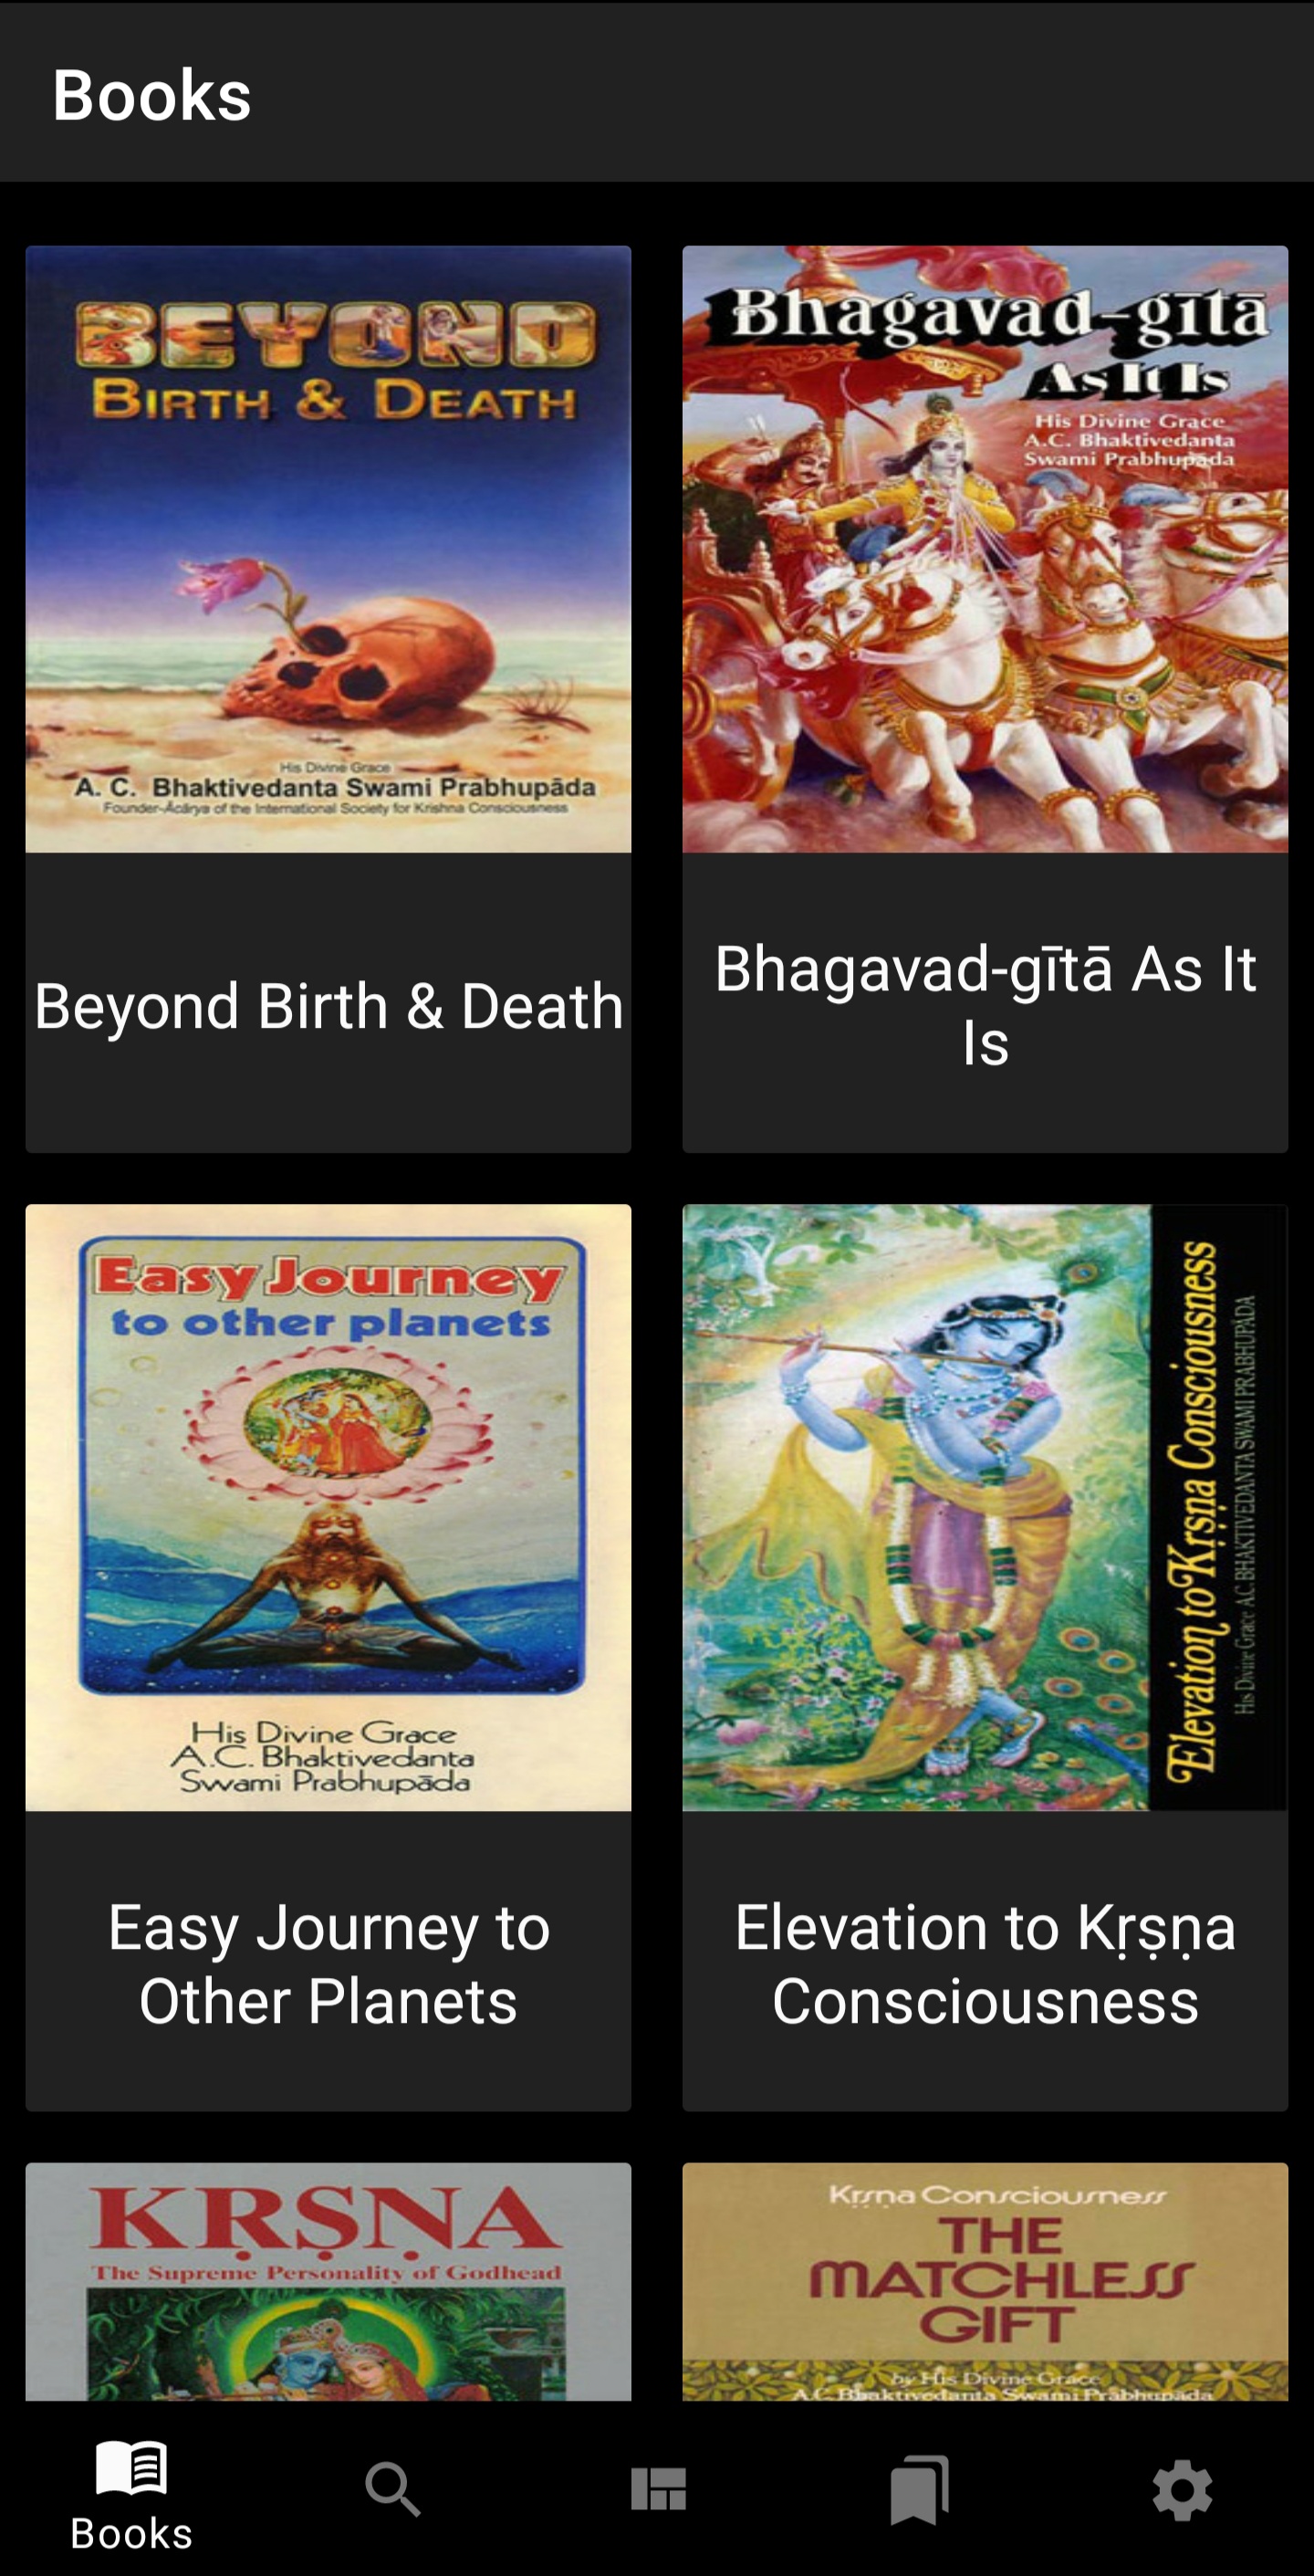 Books
BEYOND
BIRTH & DEATH
His Divine Grace
A. C. Bhaktivedanta Swami Prabhupāda
Founder-Ācārya of the International Society for Krishna Consciousness
Beyond Birth & Death
Bhagavad-gītā
As It Is
His Divine Grace
A.C. Bhaktivedanta
Swami Prabhupāda
Bhagavad-gītā As It
Is
Easy Journey
to other planets
His Divine Grace
A.C. Bhaktivedanta
Swami Prabhupāda
Easy Journey to
Other Planets
Elevation to Kṛṣṇa Consciousness
His Divine Grace A.C. BHAKTIVEDANTA SWAMI PRABHUPĀDA
Elevation to Kṛṣṇa
Consciousness
KṚṢṆA
The Supreme Personality of Godhead
Kṛṣṇa Consciousness
THE
MATCHLESS
GIFT
by His Divine Grace
A.C. Bhaktivedanta Swami Prabhupāda
Books